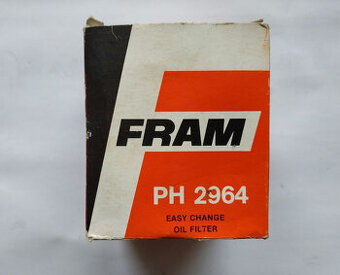 FRAM
PH 2964
EASY CHANGE
OIL FILTER